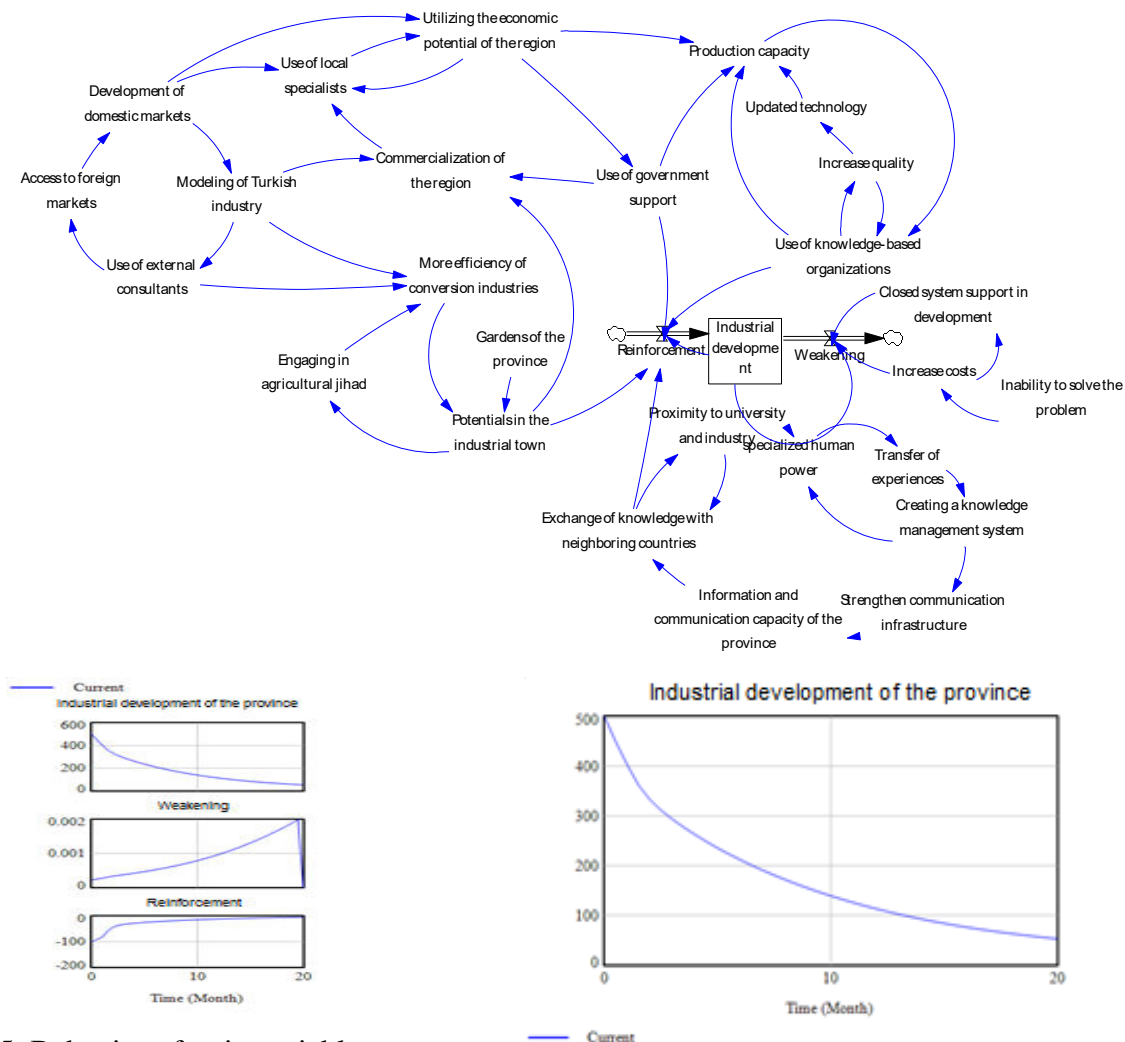 Utilizing the economic
potential of the region
Production capacity
Use of local
specialists
Development of
domestic markets
Updated technology
Commercialization of
the region
Increase quality
Access to foreign
markets
Modeling of Turkish
industry
Use of government
support
Use of knowledge-based
organizations
Use of external
consultants
More efficiency of
conversion industries
Closed system support in
development
Gardens of the
province
Reinforcement
Industrial
developme
nt
Weakening
Engaging in
agricultural jihad
Increase costs
Inability to solve the
problem
Potentials in the
industrial town
Proximity to university
and industry
specialized human
power
Transfer of
experiences
Exchange of knowledge with
neighboring countries
Creating a knowledge
management system
Information and
communication capacity of the
province
Strengthen communication
infrastructure
Current
Industrial development of the province
600
400
200
0
Weakening
0.002
0.001
0
Reinforcement
0
-100
-200
0 10 20
Time (Month)
Industrial development of the province
500
400
300
200
100
0
0 10 20
Time (Month)
Current